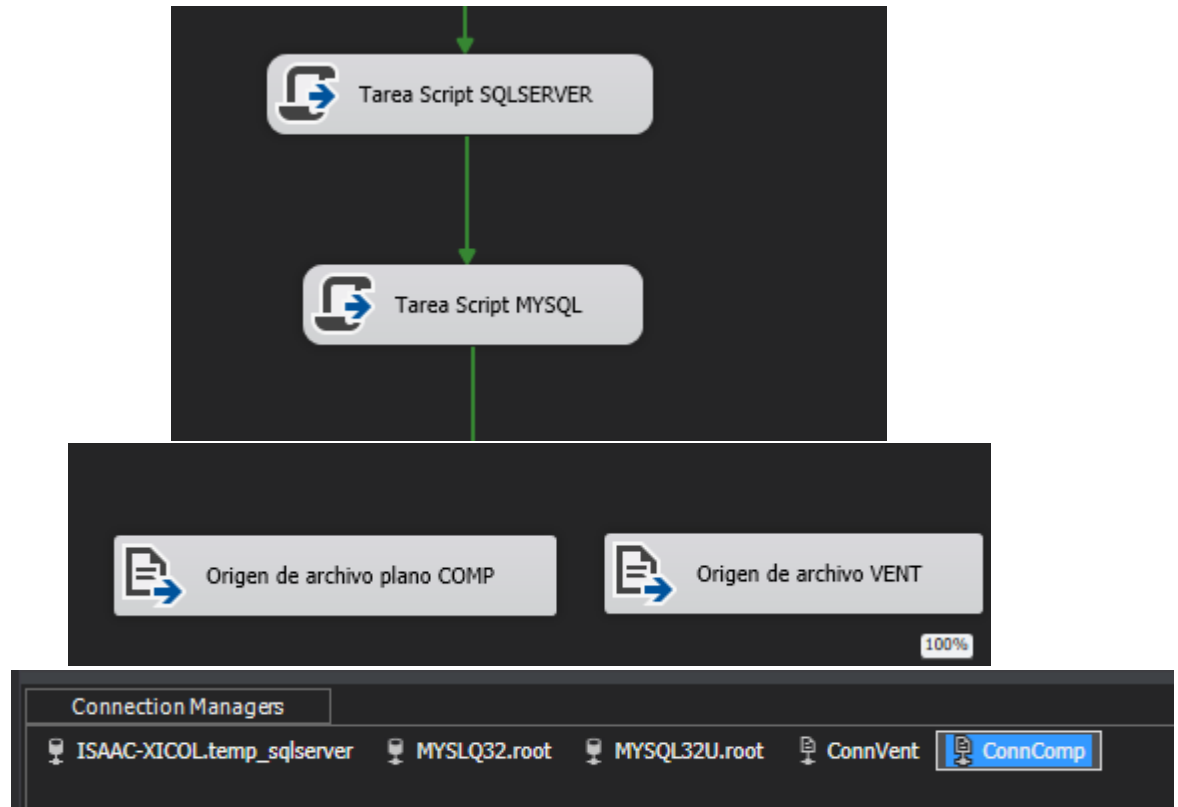 Tarea Script SQLSERVER
Tarea Script MYSQL
Origen de archivo plano COMP
Origen de archivo VENT
100%
Connection Managers
ISAAC-XICOL.temp_sqlserver MYSLQ32.root MYSQL32U.root ConnVent ConnComp